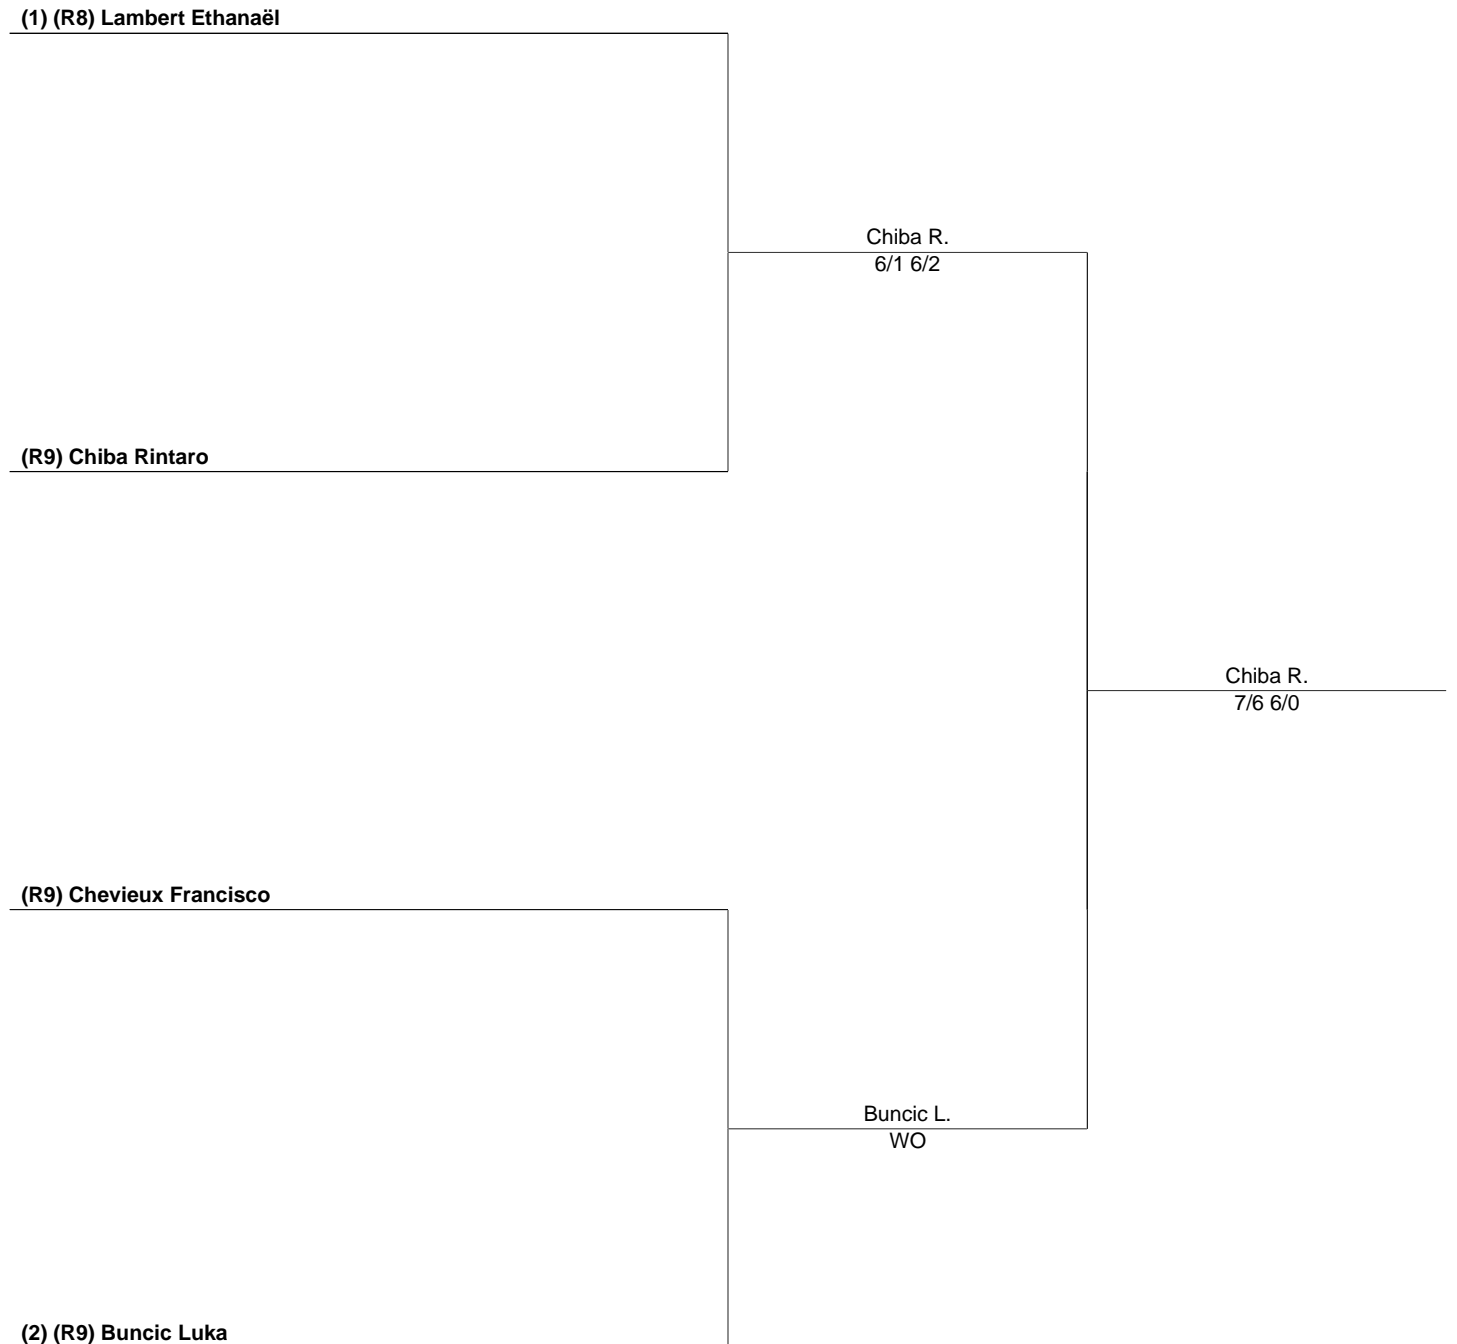 (1) (R8) Lambert Ethanaël
Chiba R.
6/1 6/2
(R9) Chiba Rintaro
Chiba R.
7/6 6/0
(R9) Chevieux Francisco
Buncic L.
WO
(2) (R9) Buncic Luka